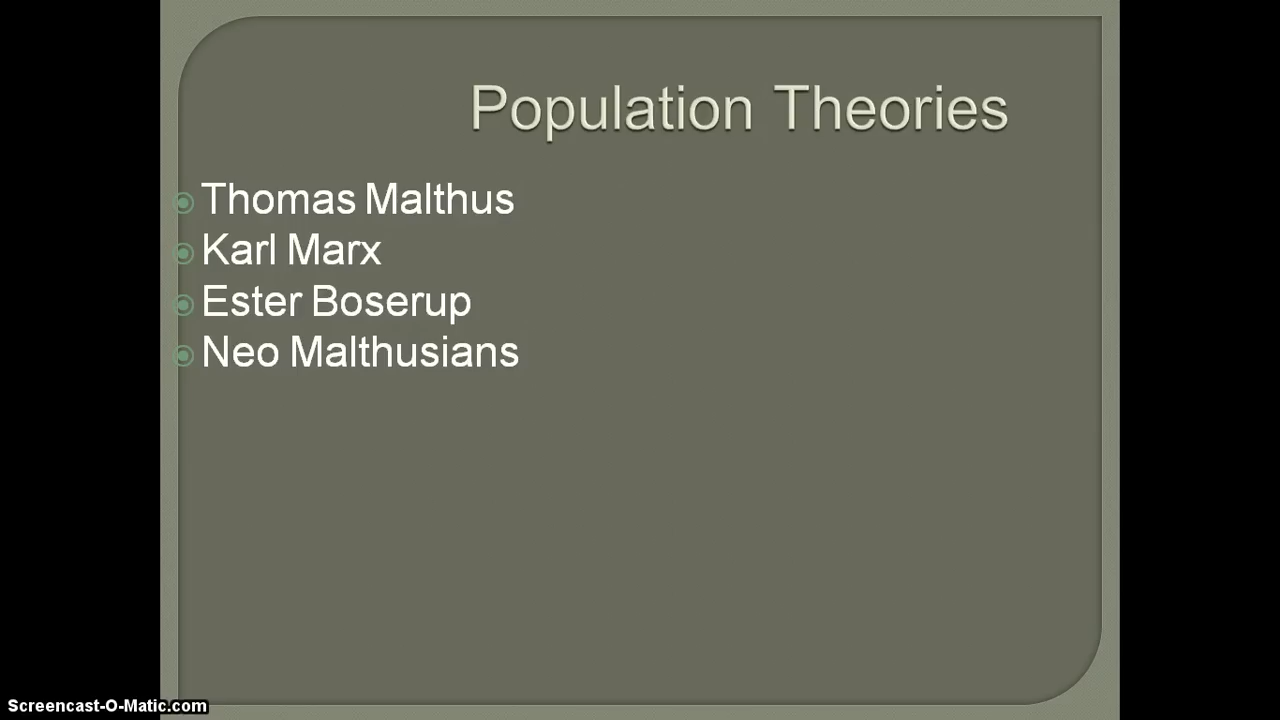 Population Theories
Thomas Malthus
Karl Marx
Ester Boserup
Neo Malthusians
Screencast-O-Matic.com